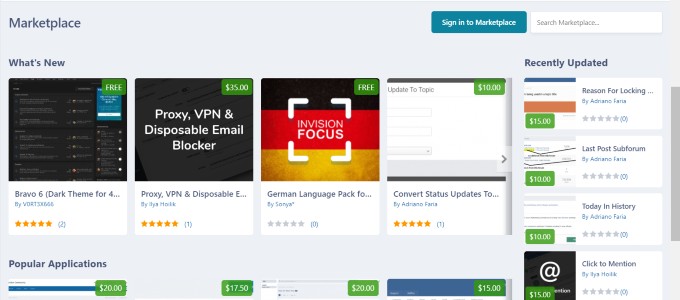 Marketplace
Sign in to Marketplace
Search Marketplace...
What's New
FREE
Bravo 6 (Dark Theme for 4...
By V0RT3X666
(2)
$35.00
Proxy, VPN &
Disposable Email
Blocker
Proxy, VPN & Disposable E...
By Ilya Hoilik
(1)
FREE
INVISION
FOCUS
German Language Pack fo...
By Sonya*
(0)
Update To Topic
$10.00
Convert Status Updates To...
By Adriano Faria
(1)
Popular Applications
$20.00
$17.50
$20.00
$15.00
Recently Updated
$15.00
Reason For Locking ...
By Adriano Faria
(0)
$10.00
Last Post Subforum
By Adriano Faria
(0)
$10.00
Today In History
By Adriano Faria
(0)
@
$15.00
Click to Mention
By Ilya Hoilik
(0)